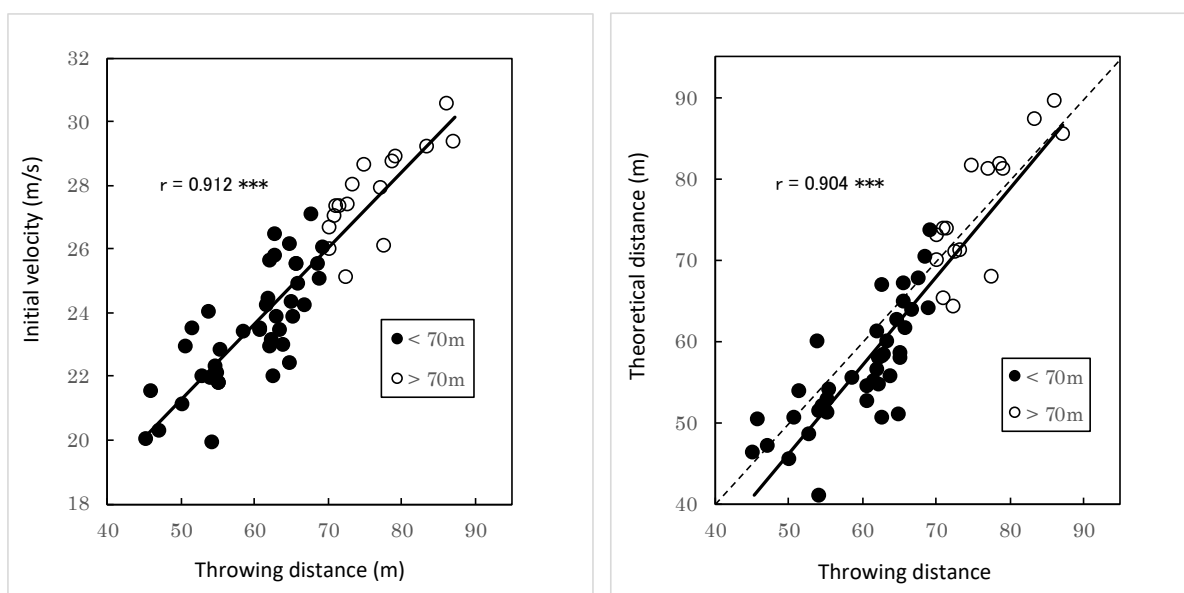 32
30
28
26
24
22
20
18
Initial velocity (m/s)
r = 0.912 ***
< 70m
> 70m
40 50 60 70 80 90
Throwing distance (m)
90
80
70
60
50
40
Theoretical distance (m)
r = 0.904 ***
< 70m
> 70m
40 50 60 70 80 90
Throwing distance